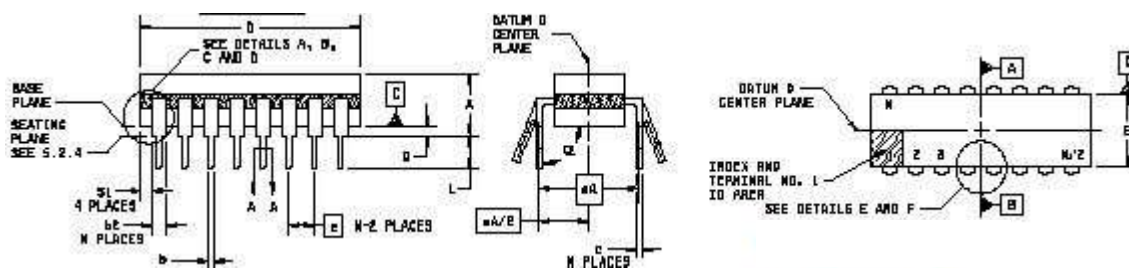 D
SEE DETAILS A, B,
C AND D
BASE
PLANE
SEATING
PLANE
SEE 5.2.4
C
A
Q
L
S1
4 PLACES
b2
N PLACES
b
A
A
e
N-2 PLACES
DATUM D
CENTER
PLANE
α
eA
eA/2
c
N PLACES
DATUM D
CENTER PLANE
A
N
1
2
3
N/2
E
INDEX AND
TERMINAL NO. 1
ID AREA
SEE DETAILS E AND F
B